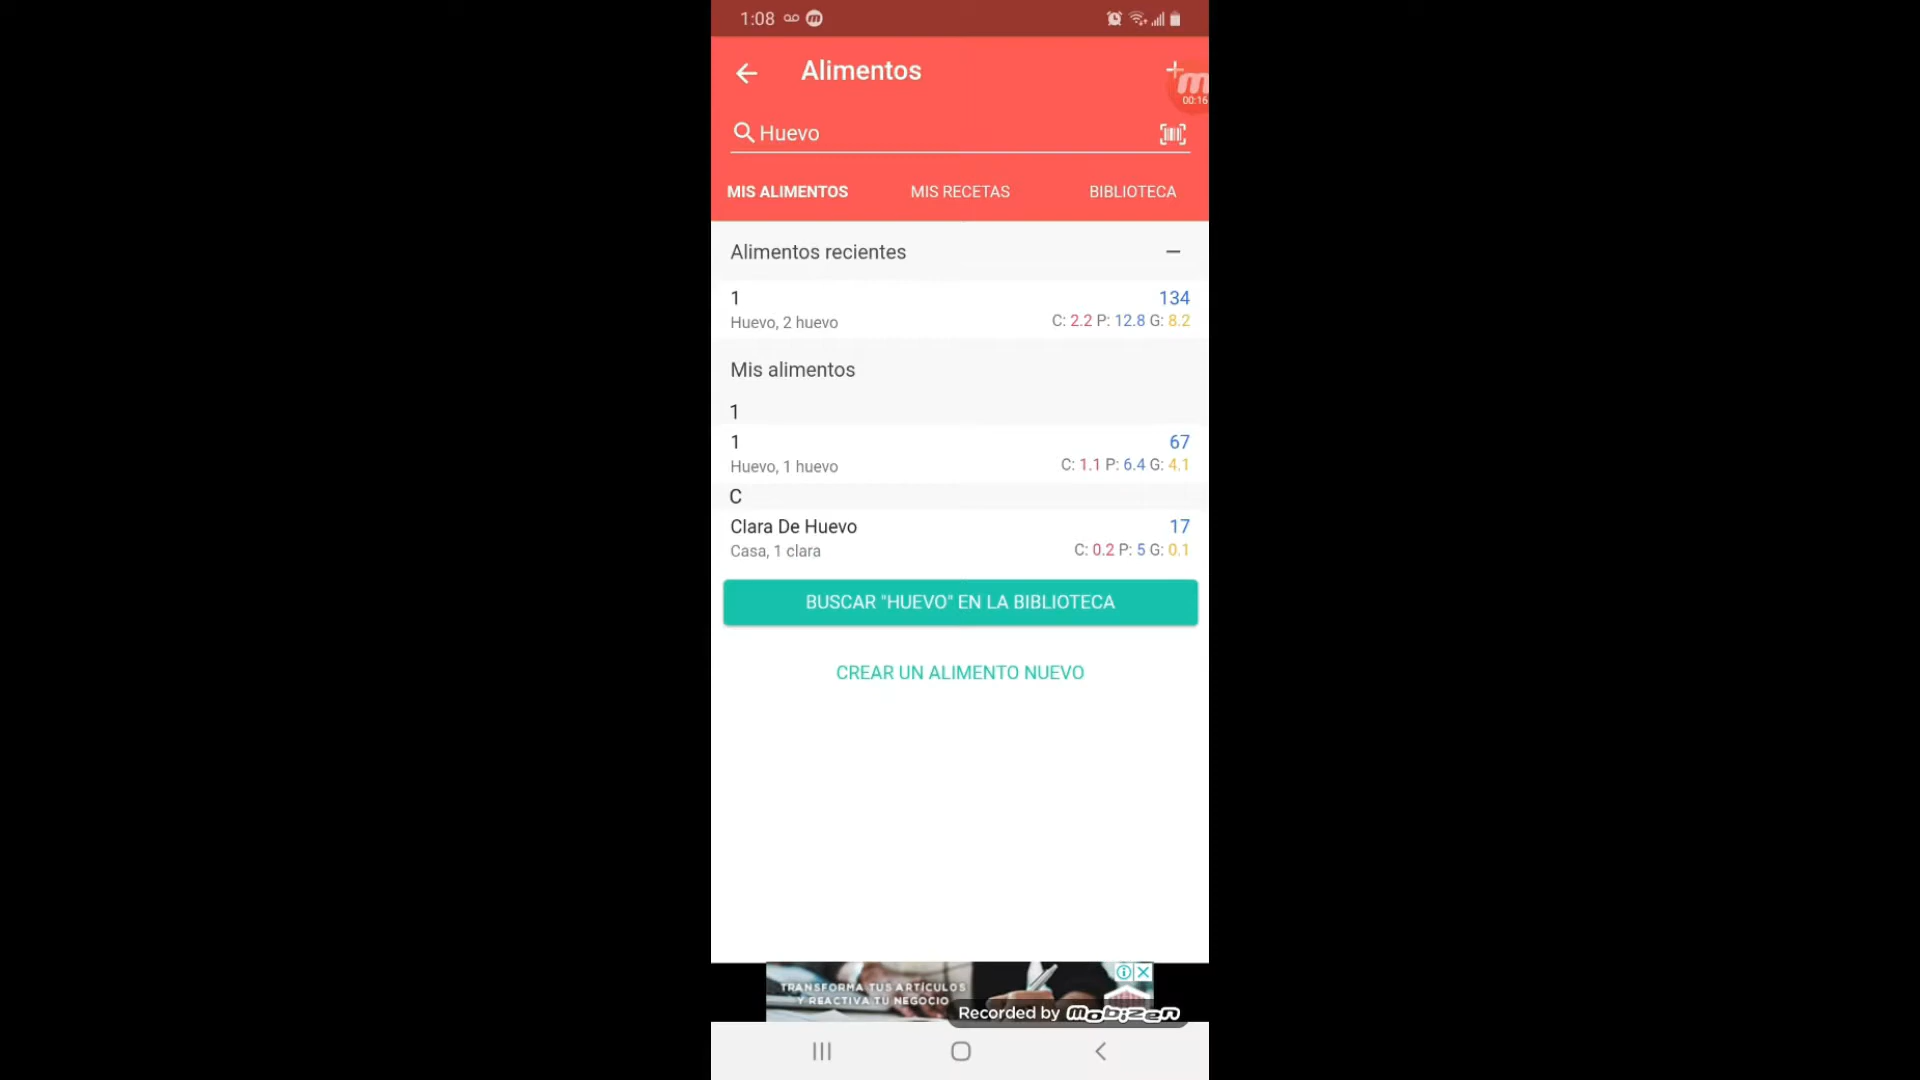 1:08
Alimentos
00:16
Huevo
MIS ALIMENTOS
MIS RECETAS
BIBLIOTECA
Alimentos recientes
1
134
Huevo, 2 huevo
C: 2.2 P: 12.8 G: 8.2
Mis alimentos
1
1
67
Huevo, 1 huevo
C: 1.1 P: 6.4 G: 4.1
C
Clara De Huevo
17
Casa, 1 clara
C: 0.2 P: 5 G: 0.1
BUSCAR "HUEVO" EN LA BIBLIOTECA
CREAR UN ALIMENTO NUEVO
TRANSFORMA TUS ARTÍCULOS
Y REACTIVA TU NEGOCIO
Recorded by mobizen